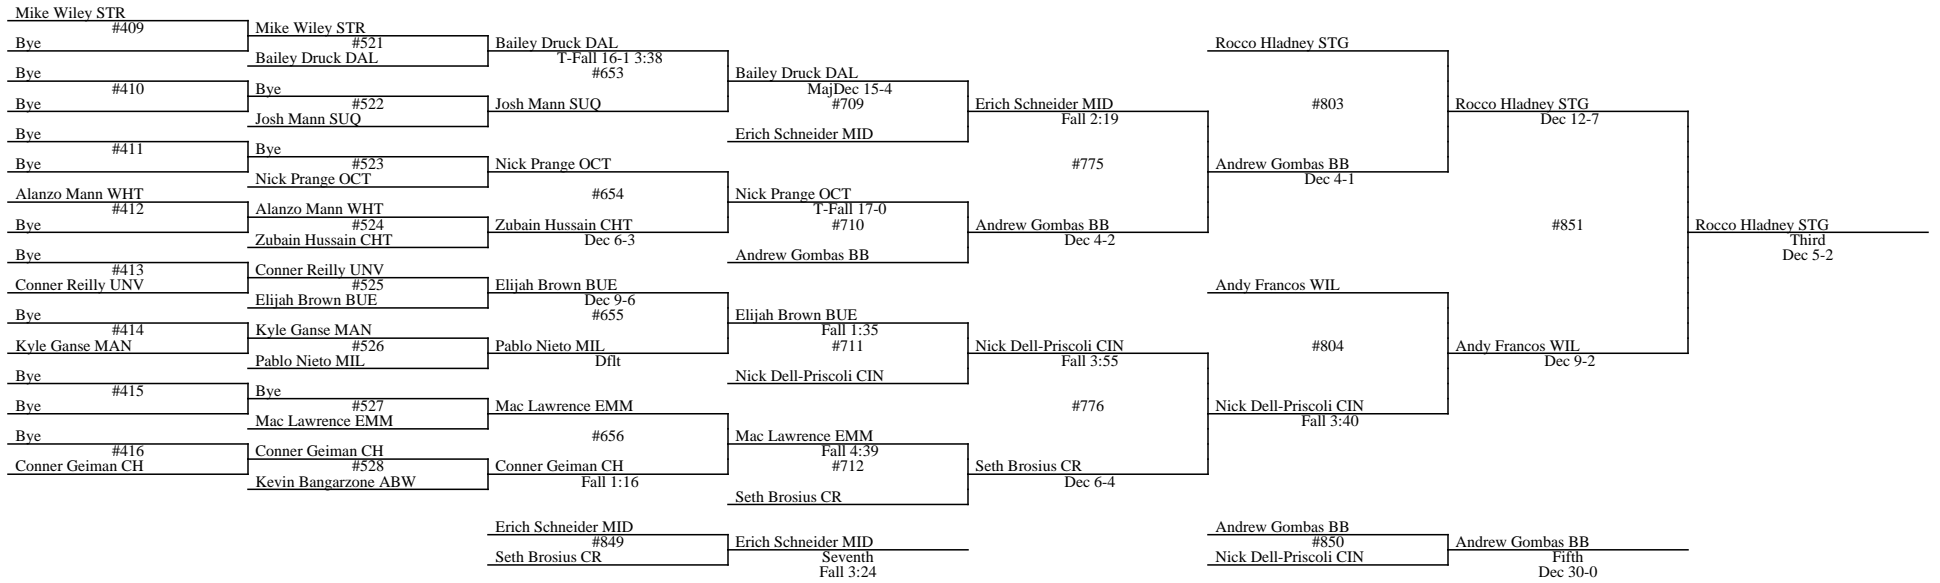 Mike Wiley STR
#409
Bye
Bye
#410
Bye
Bye
#411
Bye
Alanzo Mann WHT
#412
Bye
Bye
#413
Conner Reilly UNV
Bye
#414
Kyle Ganse MAN
Bye
#415
Bye
Bye
#416
Conner Geiman CH
Mike Wiley STR
#521
Bailey Druck DAL
Bye
#522
Josh Mann SUQ
Bye
#523
Nick Prange OCT
Alanzo Mann WHT
#524
Zubain Hussain CHT
Conner Reilly UNV
#525
Elijah Brown BUE
Kyle Ganse MAN
#526
Pablo Nieto MIL
Bye
#527
Mac Lawrence EMM
Conner Geiman CH
#528
Kevin Bangarzone ABW
Bailey Druck DAL
T-Fall 16-1 3:38
#653
Josh Mann SUQ
Nick Prange OCT
#654
Zubain Hussain CHT
Dec 6-3
Elijah Brown BUE
Dec 9-6
#655
Pablo Nieto MIL
Dflt
Mac Lawrence EMM
#656
Conner Geiman CH
Fall 1:16
Bailey Druck DAL
MajDec 15-4
#709
Erich Schneider MID
Nick Prange OCT
T-Fall 17-0
#710
Andrew Gombas BB
Elijah Brown BUE
Fall 1:35
#711
Nick Dell-Priscoli CIN
Mac Lawrence EMM
Fall 4:39
#712
Seth Brosius CR
Erich Schneider MID
Fall 2:19
#775
Andrew Gombas BB
Dec 4-2
Nick Dell-Priscoli CIN
Fall 3:55
#776
Seth Brosius CR
Dec 6-4
Rocco Hladney STG
#803
Andrew Gombas BB
Dec 4-1
Andy Francos WIL
#804
Nick Dell-Priscoli CIN
Fall 3:40
Rocco Hladney STG
Dec 12-7
#851
Andy Francos WIL
Dec 9-2
Rocco Hladney STG
Third
Dec 5-2
Erich Schneider MID
#849
Seth Brosius CR
Erich Schneider MID
Seventh
Fall 3:24
Andrew Gombas BB
#850
Nick Dell-Priscoli CIN
Andrew Gombas BB
Fifth
Dec 30-0